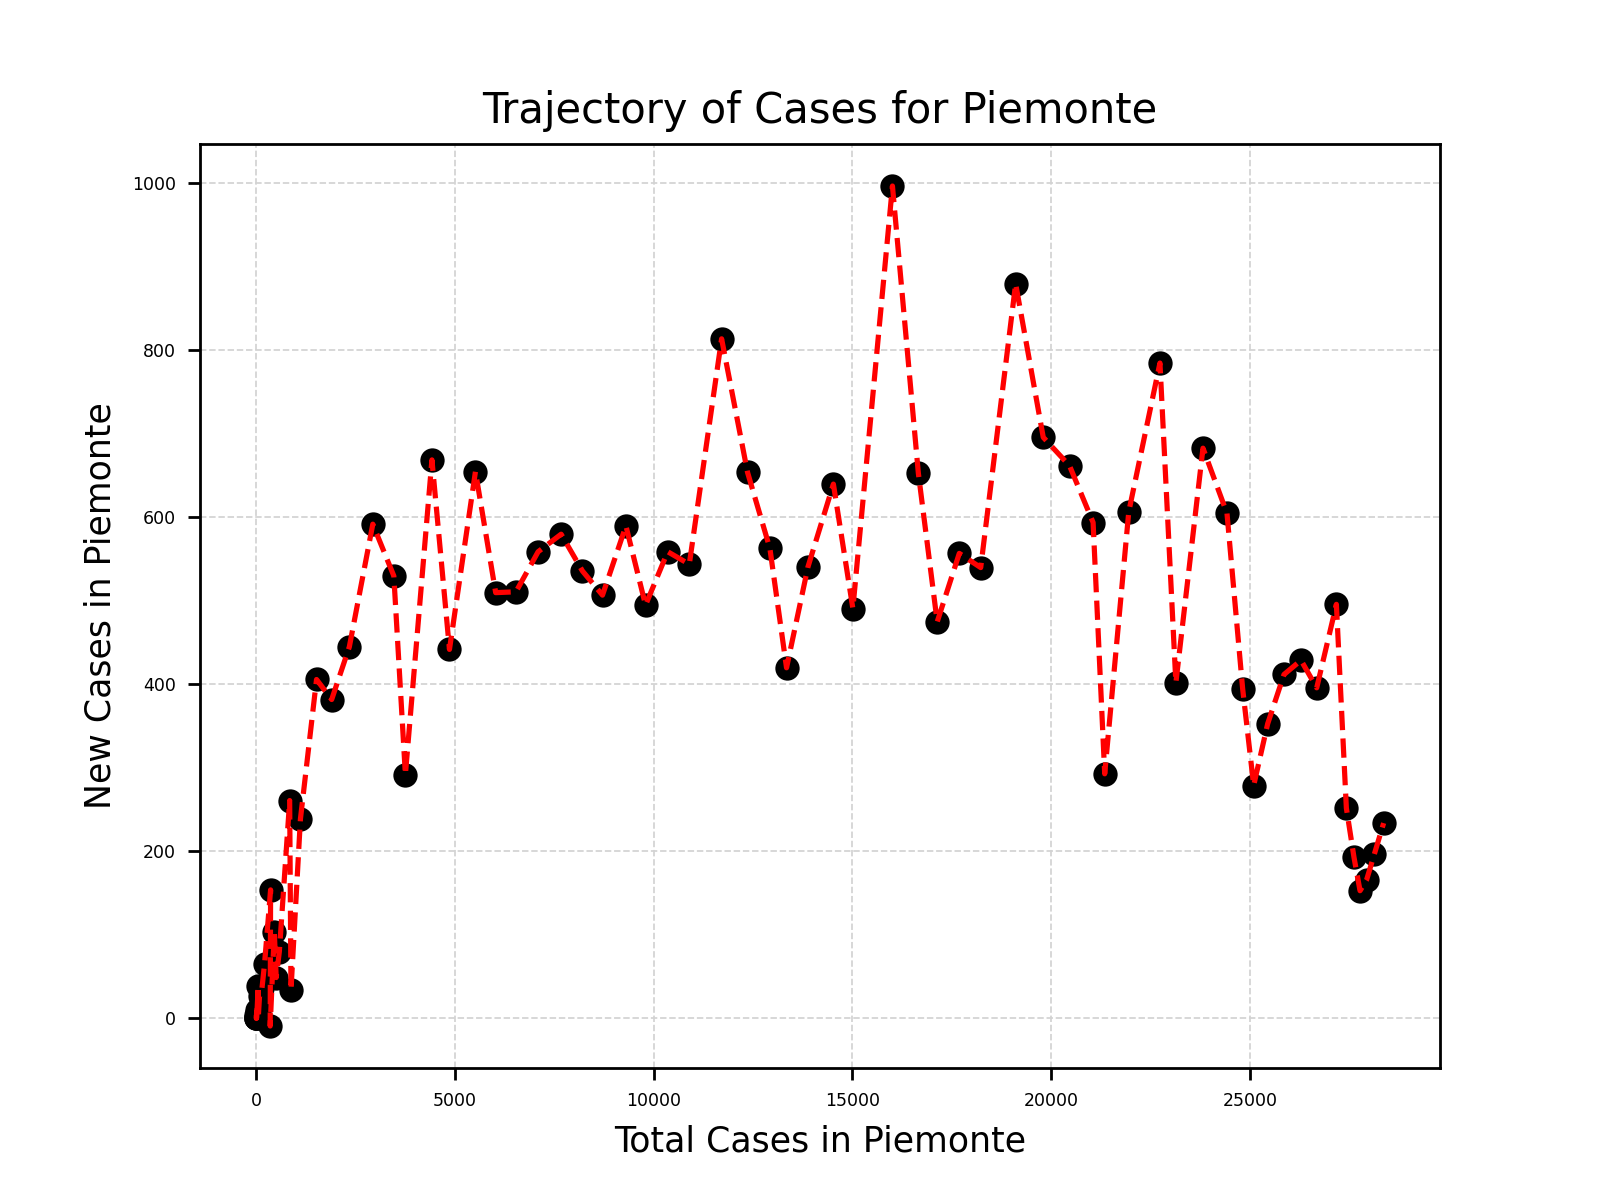 Trajectory of Cases for Piemonte
New Cases in Piemonte
1000
800
600
400
200
0
0 5000 10000 15000 20000 25000
Total Cases in Piemonte